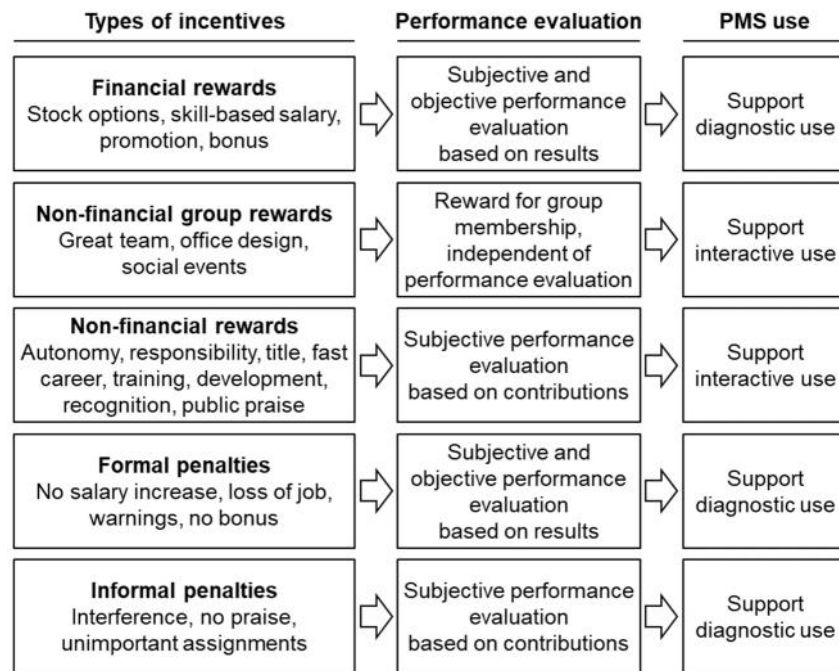 Types of incentives
Performance evaluation
PMS use
Financial rewards
Stock options, skill-based salary,
promotion, bonus
Subjective and
objective performance
evaluation
based on results
Support
diagnostic use
Non-financial group rewards
Great team, office design,
social events
Reward for group
membership,
independent of
performance evaluation
Support
interactive use
Non-financial rewards
Autonomy, responsibility, title, fast
career, training, development,
recognition, public praise
Subjective performance
evaluation
based on contributions
Support
interactive use
Formal penalties
No salary increase, loss of job,
warnings, no bonus
Subjective and
objective performance
evaluation
based on results
Support
diagnostic use
Informal penalties
Interference, no praise,
unimportant assignments
Subjective performance
evaluation
based on contributions
Support
diagnostic use